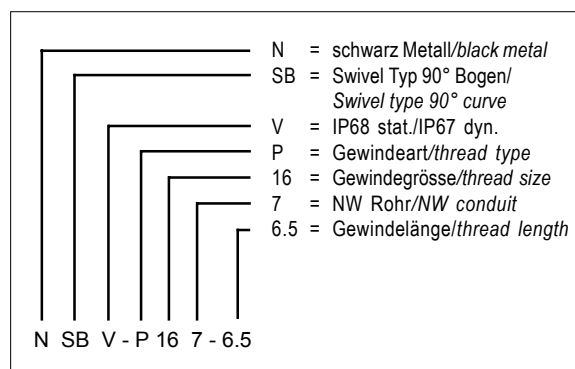 N = schwarz Metall/black metal
SB = Swivel Typ 90° Bogen/
Swivel type 90° curve
V = IP68 stat./IP67 dyn.
P = Gewindeart/thread type
16 = Gewindegrösse/thread size
7 = NW Rohr/NW conduit
6.5 = Gewindelänge/thread length
N SB V - P 16 7 - 6.5